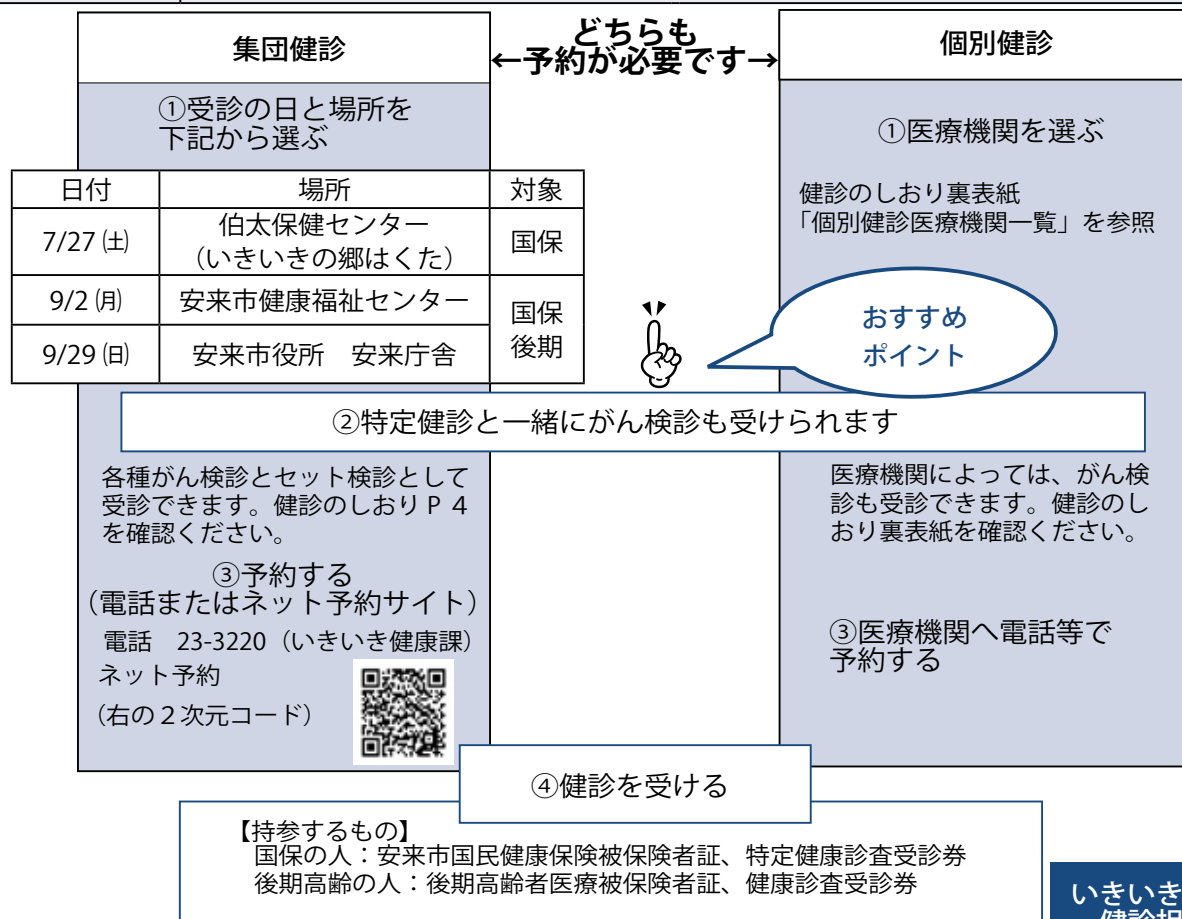 集団健診
どちらも
←予約が必要です→
個別健診
①受診の日と場所を
下記から選ぶ
日付 場所 対象
7/27㈯ 伯太保健センター
（いきいきの郷はくた） 国保
9/2㈪ 安来市健康福祉センター
9/29㈰ 安来市役所　安来庁舎
国保
後期
①医療機関を選ぶ
健診のしおり裏表紙
「個別健診医療機関一覧」を参照
おすすめ
ポイント
②特定健診と一緒にがん検診も受けられます
各種がん検診とセット検診として
受診できます。健診のしおりＰ４
を確認ください。
③予約する
（電話またはネット予約サイト）
電話　23-3220（いきいき健康課）
ネット予約
（右の２次元コード）
医療機関によっては、がん検
診も受診できます。健診のし
おり裏表紙を確認ください。
③医療機関へ電話等で
予約する
④健診を受ける
【持参するもの】
国保の人：安来市国民健康保険被保険者証、特定健康診査受診券
後期高齢の人：後期高齢者医療被保険者証、健康診査受診券
いきいき